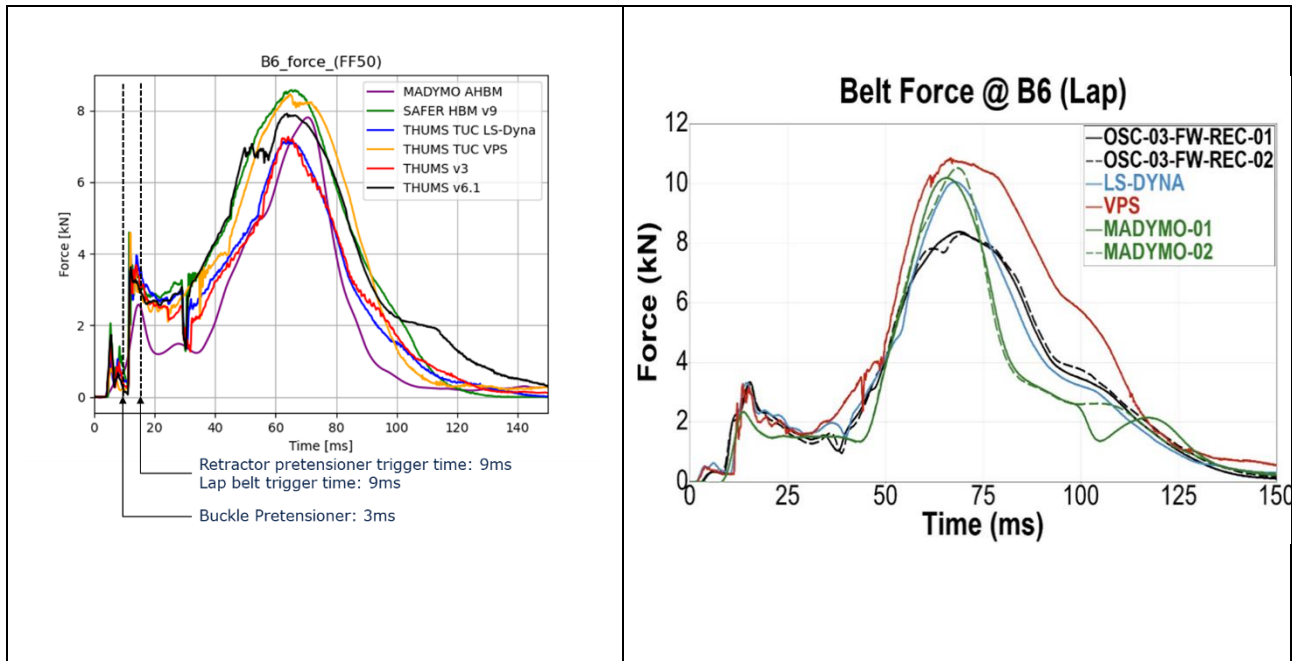 B6_force_(FF50)
MADYMO AHBM
SAFER HBM v9
THUMS TUC LS-Dyna
THUMS TUC VPS
THUMS v3
THUMS v6.1
Force [kN]
8
6
4
2
0
0 20 40 60 80 100 120 140
Time [ms]
Retractor pretensioner trigger time: 9ms
Lap belt trigger time: 9ms
Buckle Pretensioner: 3ms
Belt Force @ B6 (Lap)
OSC-03-FW-REC-01
OSC-03-FW-REC-02
LS-DYNA
VPS
MADYMO-01
MADYMO-02
Force (kN)
12
10
8
6
4
2
0
0 25 50 75 100 125 150
Time (ms)